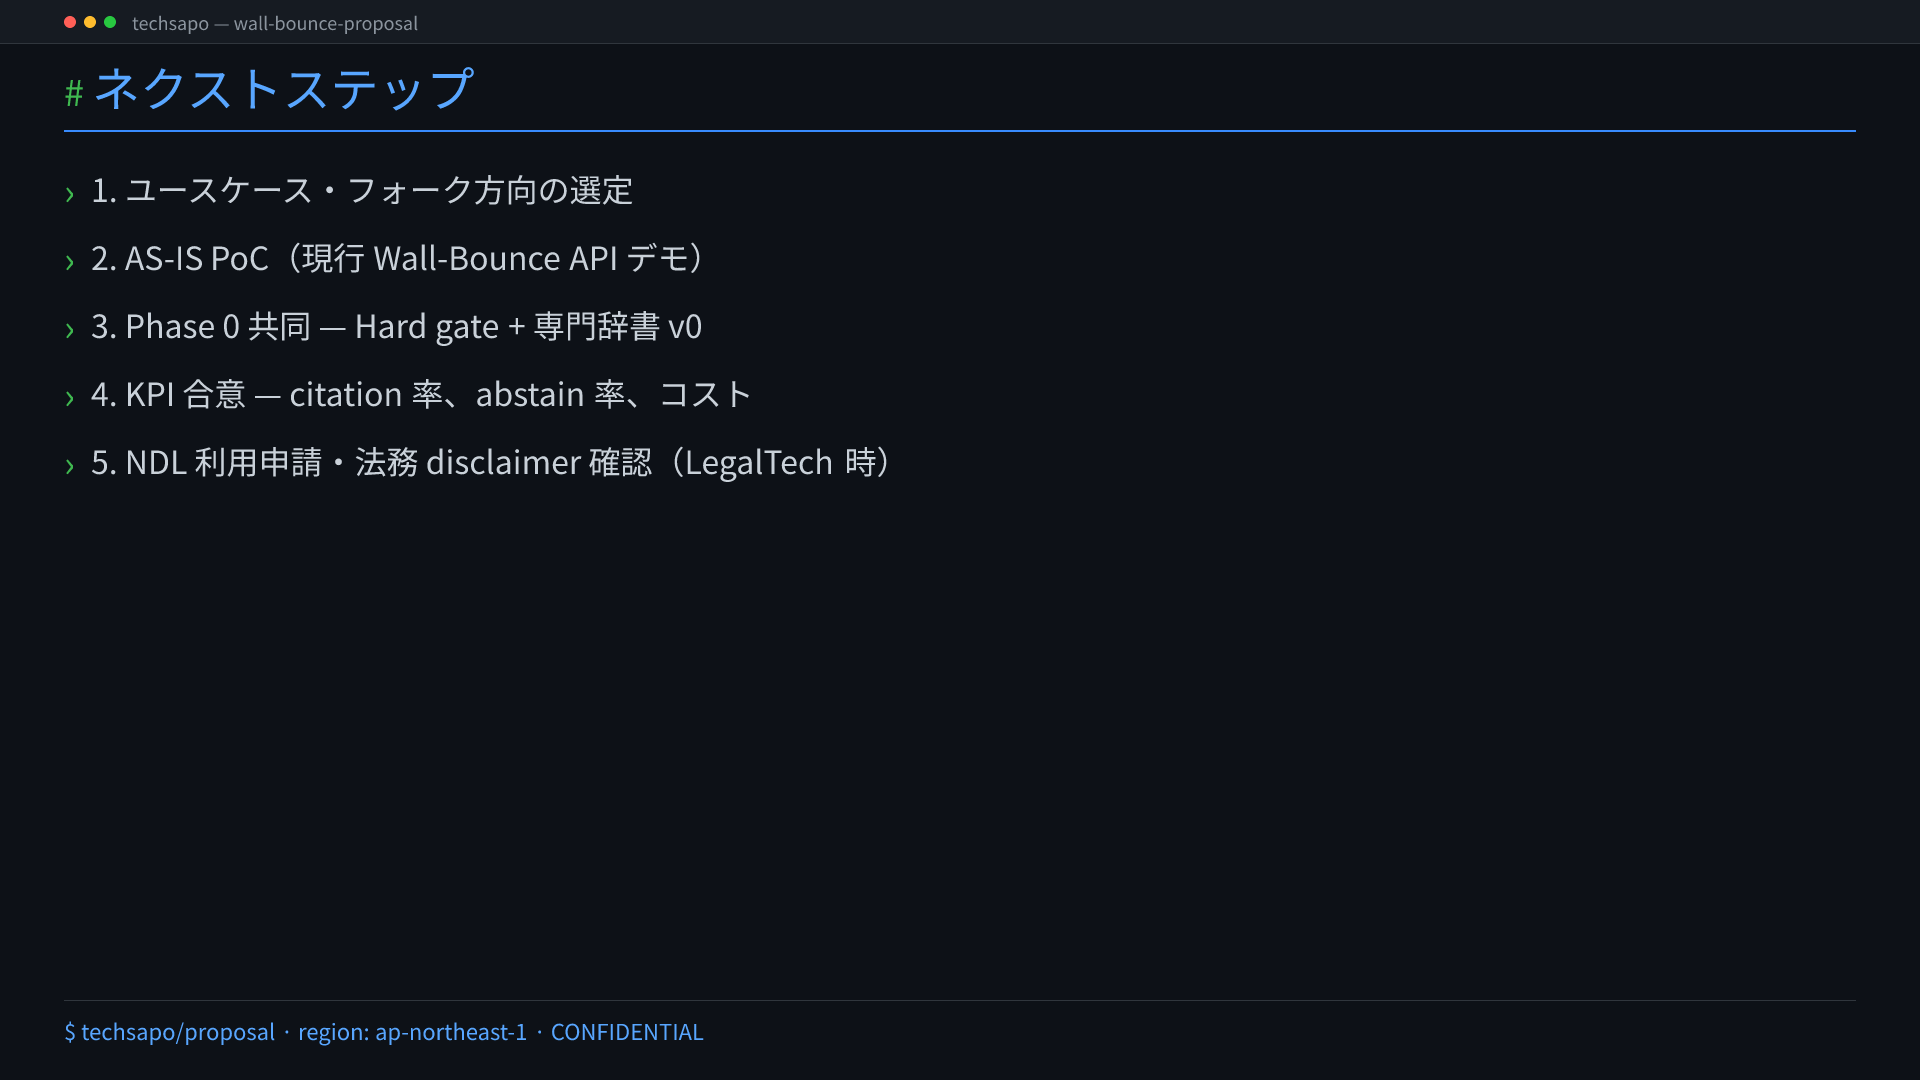 techsapo — wall-bounce-proposal
# ネクストステップ
› 1. ユースケース・フォーク方向の選定
› 2. AS-IS PoC（現行 Wall-Bounce API デモ）
› 3. Phase 0 共同 — Hard gate + 専門辞書 v0
› 4. KPI 合意 — citation 率、abstain 率、コスト
› 5. NDL 利用申請・法務 disclaimer 確認（LegalTech 時）
$ techsapo/proposal · region: ap-northeast-1 · CONFIDENTIAL